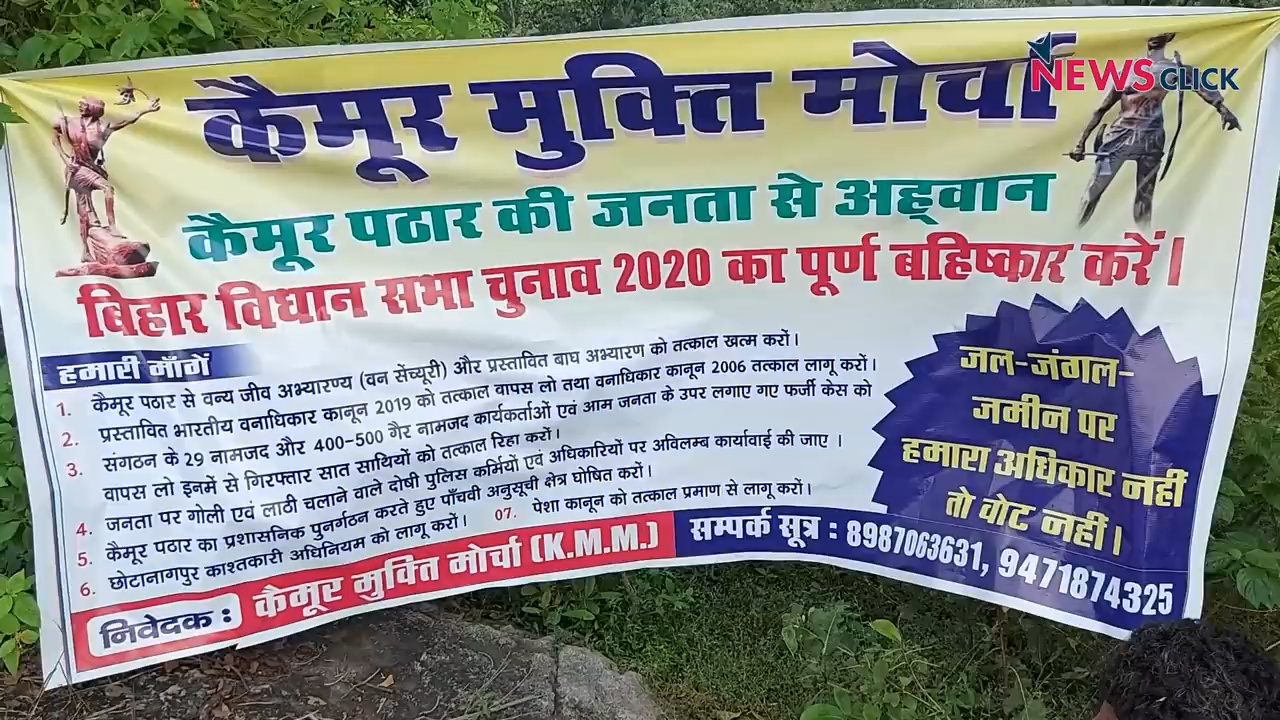 कैमूर मुक्ति मोर्चा
NEWSCLICK
कैमूर पठार की जनता से अह्वान
बिहार विधान सभा चुनाव 2020 का पूर्ण बहिष्कार करें।
हमारी माँगें
1. कैमूर पठार से वन्य जीव अभ्यारण्य (वन सेंच्यूरी) और प्रस्तावित बाघ अभ्यारण को तत्काल खत्म करों।
2. प्रस्तावित भारतीय वनाधिकार कानून 2019 को तत्काल वापस लो तथा वनाधिकार कानून 2006 तत्काल लागू करों।
3. संगठन के 29 नामजद और 400-500 गैर नामजद कार्यकर्ताओं एवं आम जनता के उपर लगाए गए फर्जी केस को
वापस लो इनमें से गिरफ्तार सात साथियों को तत्काल रिहा करों।
4. जनता पर गोली एवं लाठी चलाने वाले दोषी पुलिस कर्मियों एवं अधिकारियों पर अविलम्ब कार्यावाई की जाए ।
5. कैमूर पठार का प्रशासनिक पुनर्गठन करते हुए पाँचवी अनुसूची क्षेत्र घोषित करों।
6. छोटानागपुर काश्तकारी अधिनियम को लागू करों। 07. पेशा कानून को तत्काल प्रमाण से लागू करों।
जल-जंगल-
जमीन पर
हमारा अधिकार नहीं
तो वोट नहीं।
निवेदक : कैमूर मुक्ति मोर्चा (K.M.M.)
सम्पर्क सूत्र : 8987063631, 9471874325